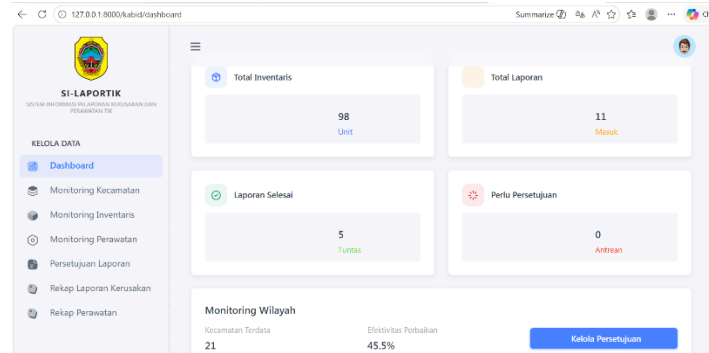 127.0.0.1:8000/kabid/dashboard
Summarize
SI-LAPORTIK
SISTEM INFORMASI PELAPORAN KERUSAKAN DAN
PERAWATAN TIK
KELOLA DATA
Dashboard
Monitoring Kecamatan
Monitoring Inventaris
Monitoring Perawatan
Persetujuan Laporan
Rekap Laporan Kerusakan
Rekap Perawatan
Total Inventaris
98
Unit
Total Laporan
11
Masuk
Laporan Selesai
5
Tuntas
Perlu Persetujuan
0
Antrean
Monitoring Wilayah
Kecamatan Terdata
21
Efektivitas Perbaikan
45.5%
Kelola Persetujuan